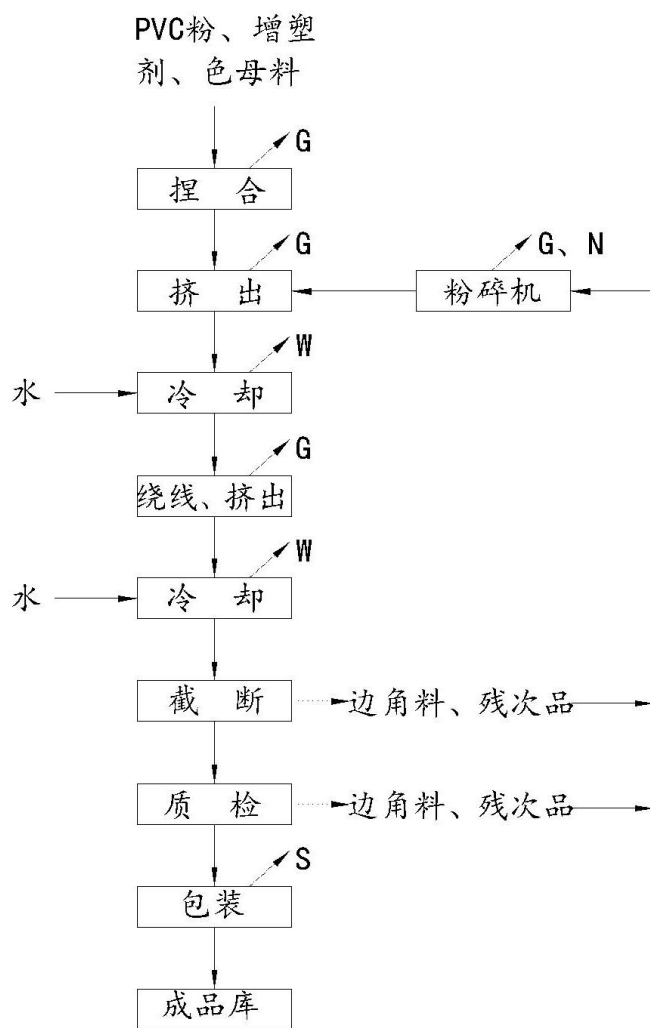 PVC粉、增塑
剂、色母料
G
捏 合
G
G、N
挤 出
粉碎机
W
水
冷 却
G
绕线、挤出
W
水
冷 却
截 断
边角料、残次品
质 检
边角料、残次品
S
包装
成品库